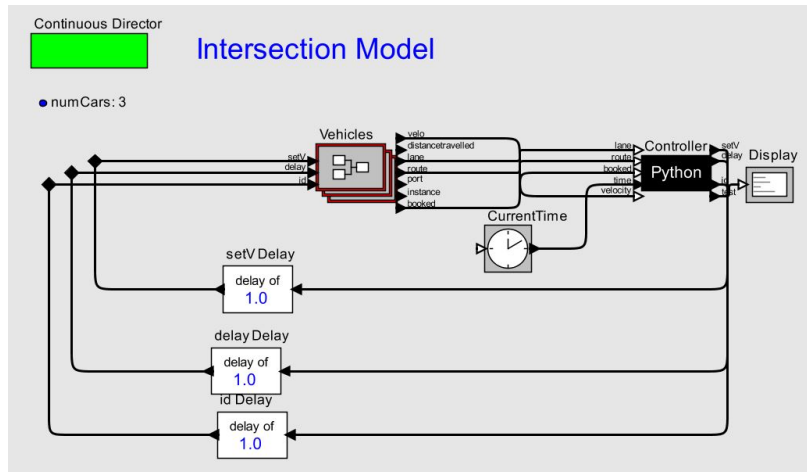 Continuous Director
Intersection Model
numCars: 3
Vehicles
setV
delay
id
velo
distancetravelled
lane
route
port
instance
booked
lane
route
booked
time
velocity
Controller
Python
setV
delay
id
test
Display
CurrentTime
setV Delay
delay of
1.0
delay Delay
delay of
1.0
id Delay
delay of
1.0